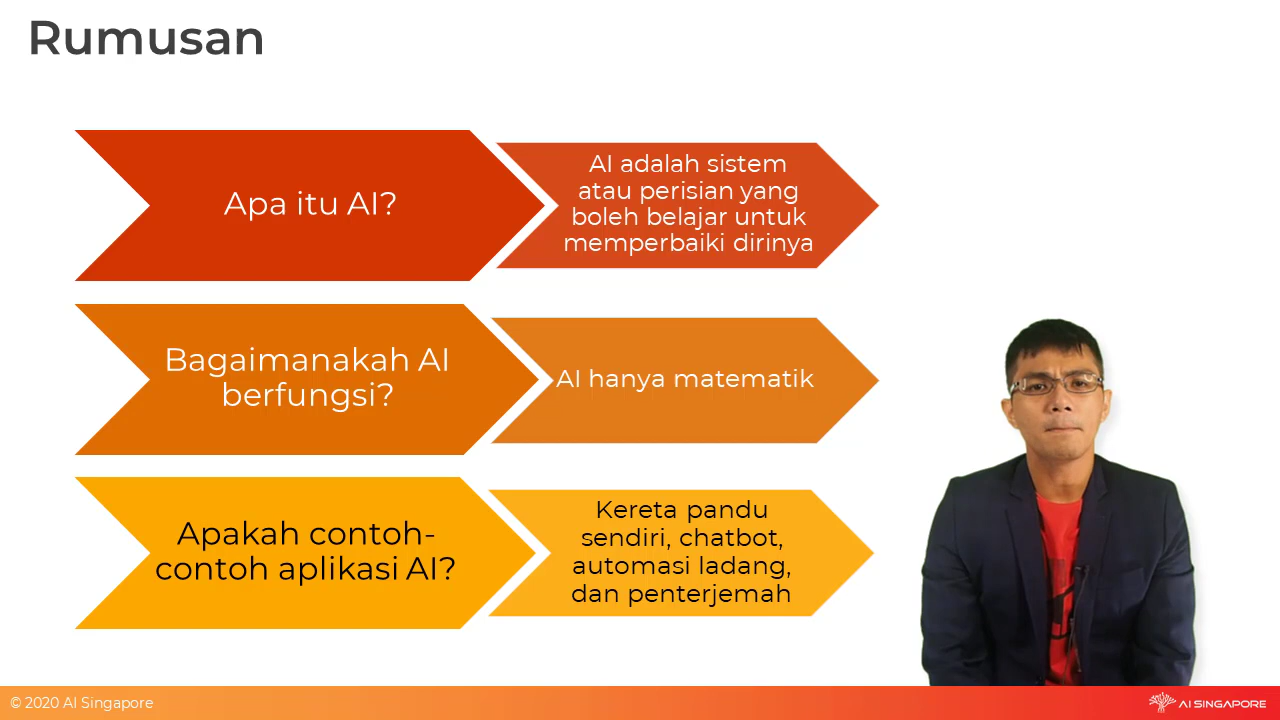 Rumusan
Apa itu AI?
AI adalah sistem
atau perisian yang
boleh belajar untuk
memperbaiki dirinya
Bagaimanakah AI
berfungsi?
AI hanya matematik
Apakah contoh-
contoh aplikasi AI?
Kereta pandu
sendiri, chatbot,
automasi ladang,
dan penterjemah
© 2020 AI Singapore
AI SINGAPORE